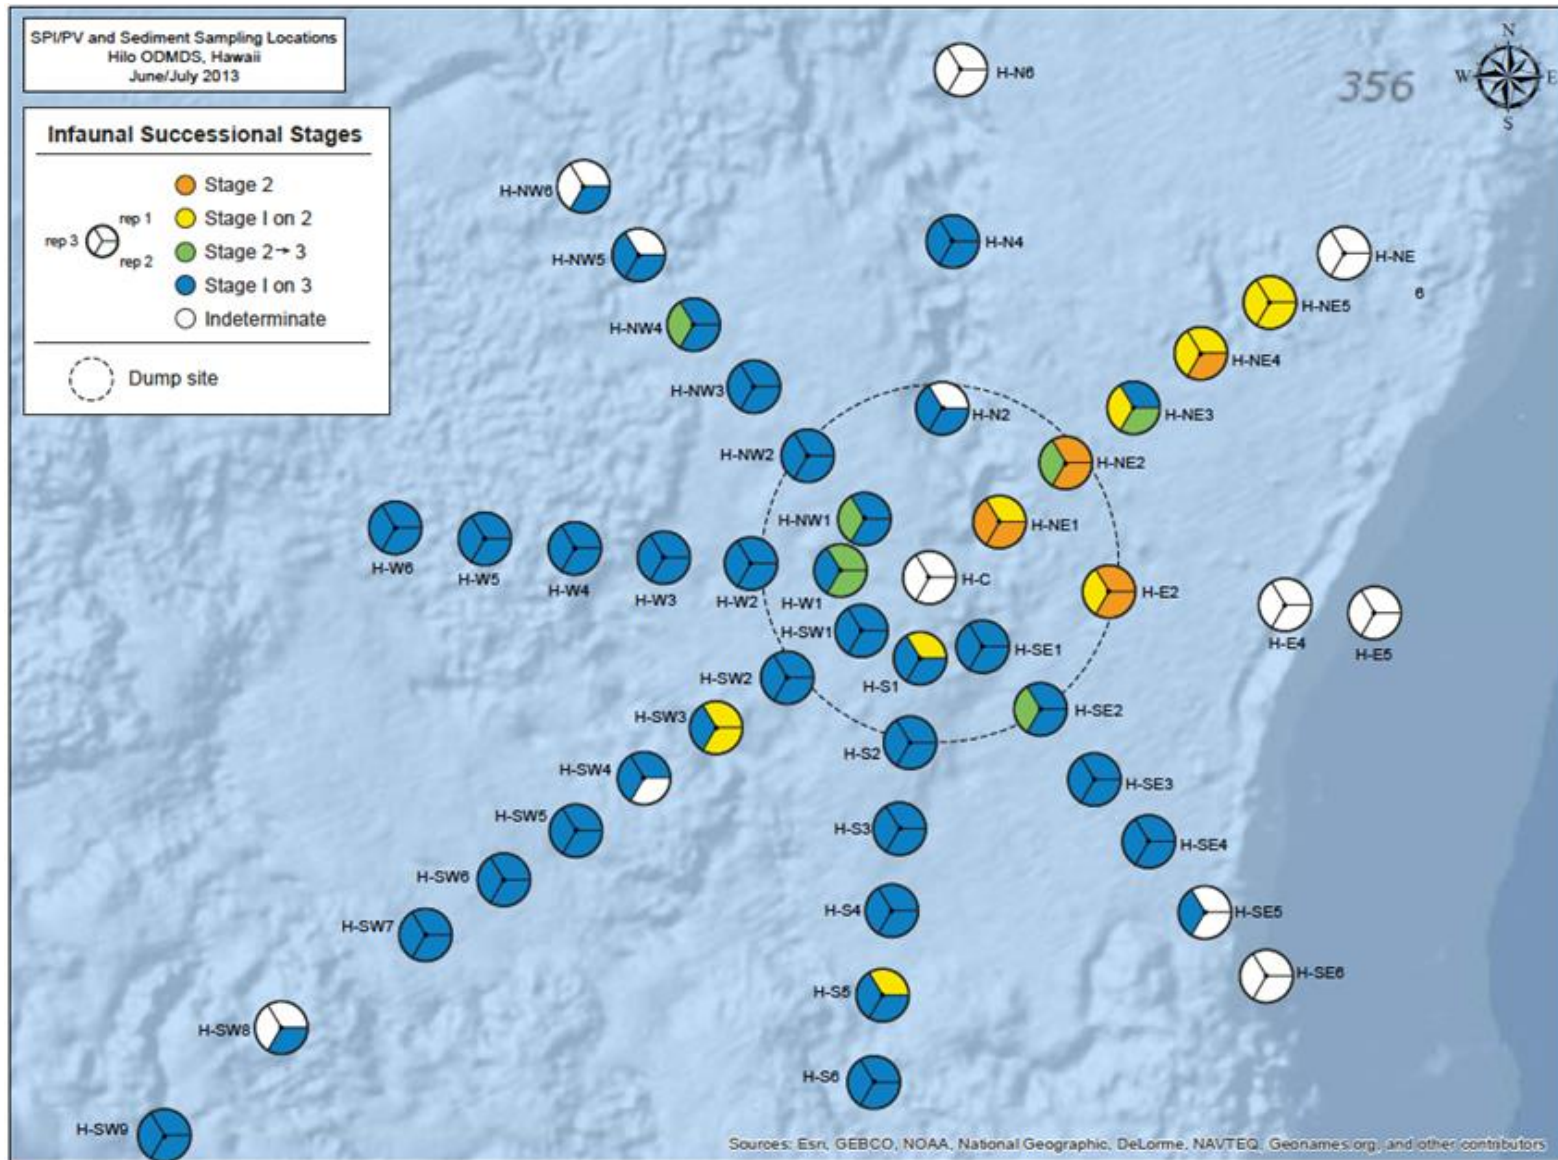 SPI/PV and Sediment Sampling Locations
Hilo ODMDS, Hawaii
June/July 2013
Infaunal Successional Stages
rep 1
rep 3
rep 2
Stage 2
Stage I on 2
Stage 2→3
Stage I on 3
Indeterminate
Dump site
356
N
W
E
S
H-N6
H-NW6
H-NW5
H-N4
H-NE
6
H-NE5
H-NW4
H-NE4
H-NW3
H-N2
H-NE3
H-NW2
H-NE2
H-NW1
H-NE1
H-W6
H-W5
H-W4
H-W3
H-W2
H-W1
H-C
H-E2
H-E4
H-E5
H-SW1
H-S1
H-SE1
H-SW2
H-SE2
H-SW3
H-S2
H-SW4
H-SE3
H-SW5
H-S3
H-SE4
H-SW6
H-S4
H-SE5
H-SW7
H-SE6
H-S5
H-SW8
H-S6
H-SW9
Sources: Esri, GEBCO, NOAA, National Geographic, DeLorme, NAVTEQ, Geonames.org, and other contributors